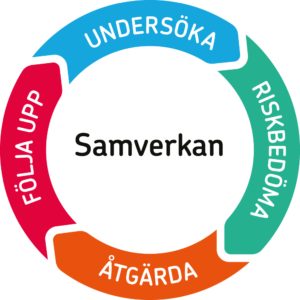 UNDERSÖKA
RISKBEDÖMA
ÅTGÄRDA
FÖLJA UPP
Samverkan